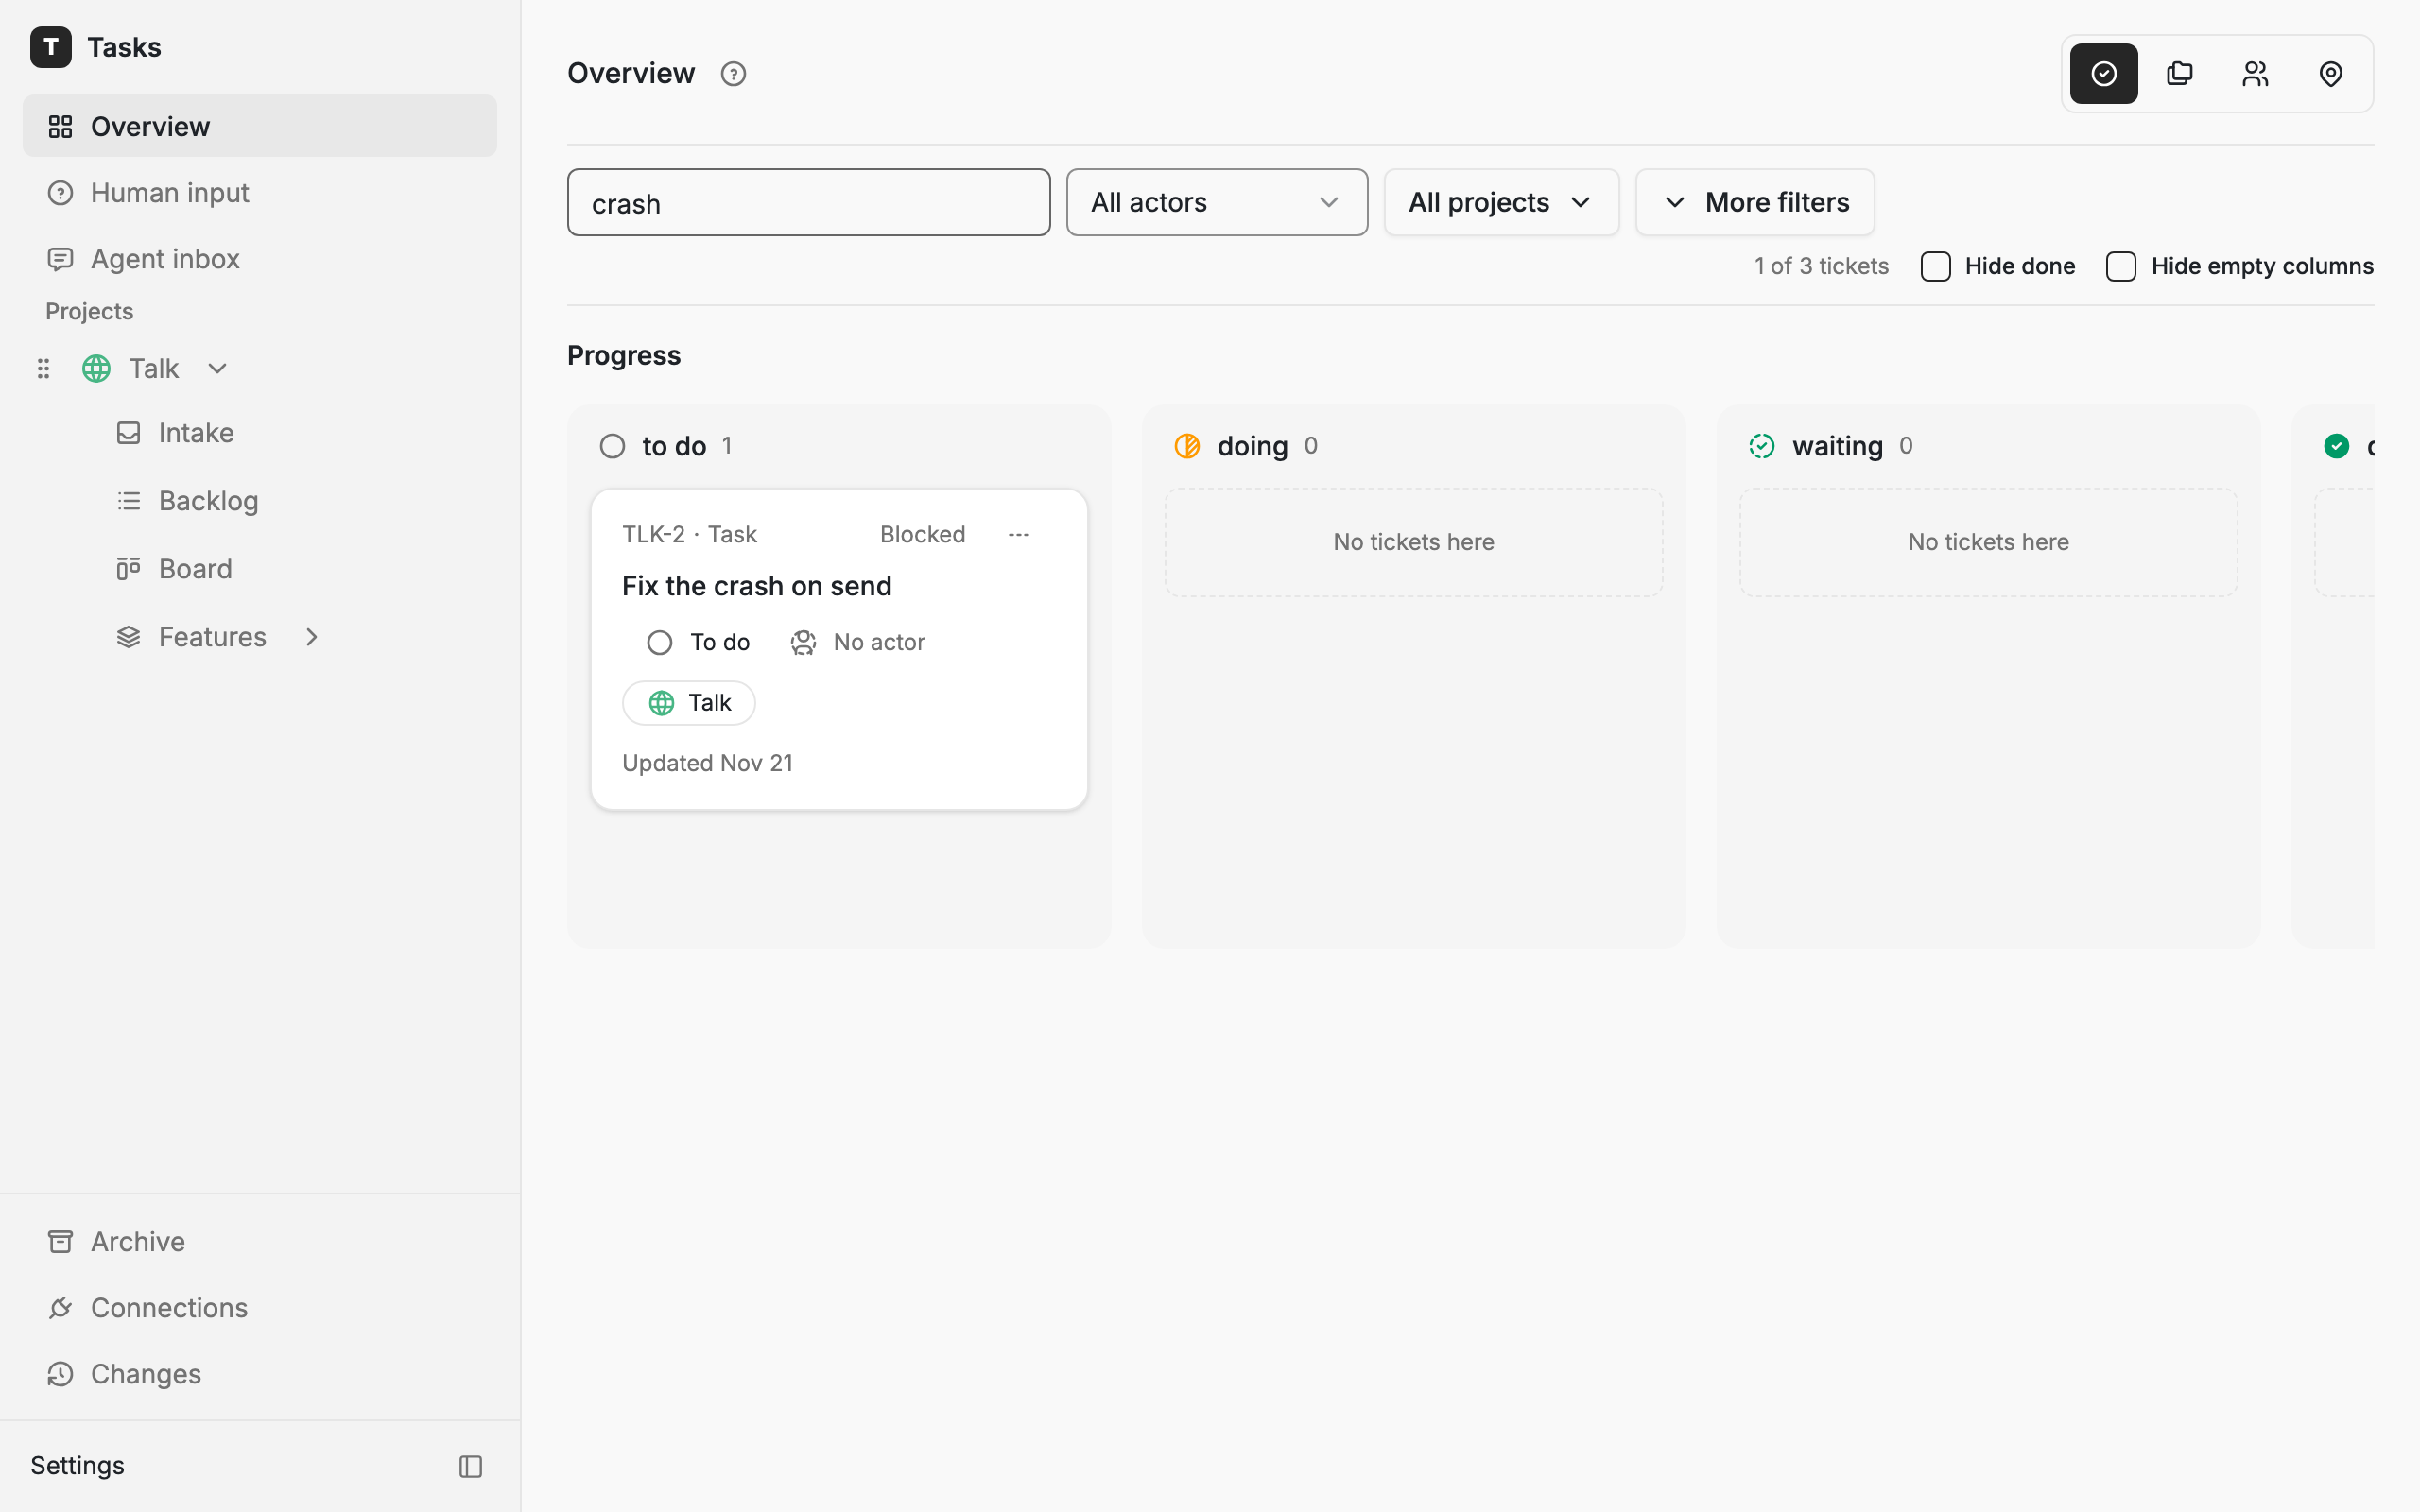 T Tasks
Overview
Human input
Agent inbox
Projects
Talk
Intake
Backlog
Board
Features
Archive
Connections
Changes
Settings
Overview
crash
All actors
All projects
More filters
1 of 3 tickets
Hide done
Hide empty columns
Progress
to do 1
TLK-2 · Task
Blocked
Fix the crash on send
To do
No actor
Talk
Updated Nov 21
doing 0
No tickets here
waiting 0
No tickets here